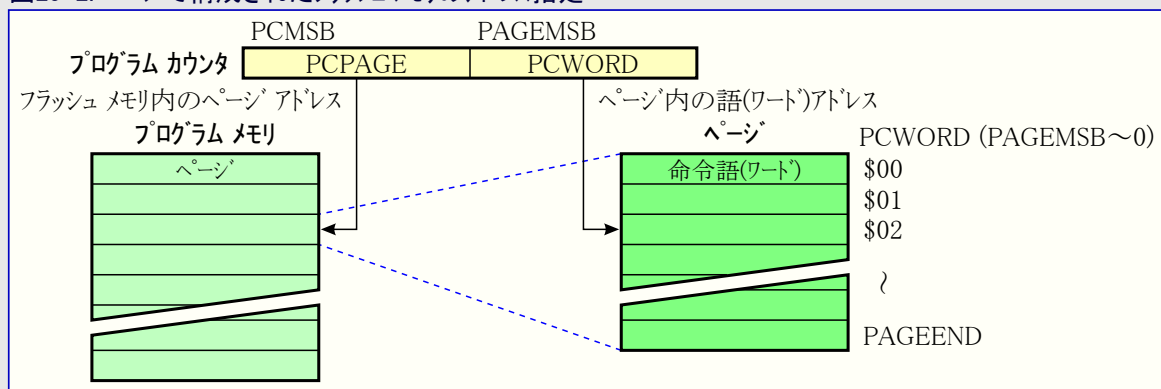 PCMSB PAGEMSB
プログラム カウンタ PCPAGE PCWORD
フラッシュ メモリ内のページ アドレス ページ内の語(ワード)アドレス
プログラム メモリ ページ PCWORD (PAGEMSB～0)
ページ 命令語(ワード) $00
$01
$02
～
PAGEEND